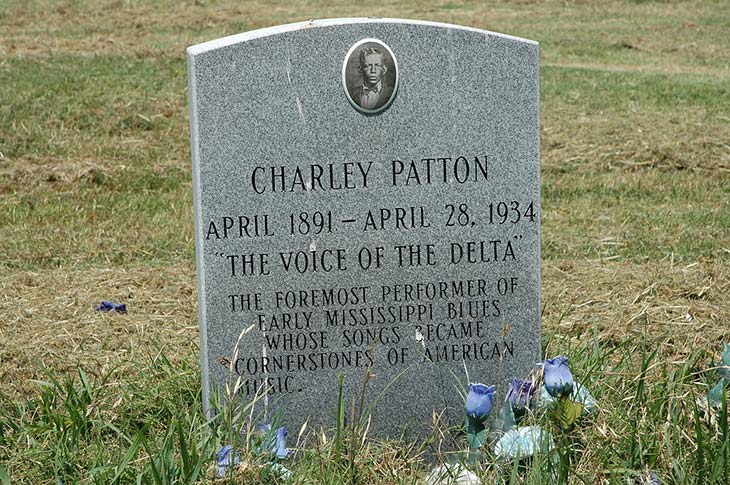 CHARLEY PATTON
APRIL 1891 – APRIL 28, 1934
"THE VOICE OF THE DELTA"
THE FOREMOST PERFORMER OF
EARLY MISSISSIPPI BLUES
WHOSE SONGS BECAME
CORNERSTONES OF AMERICAN
MUSIC.